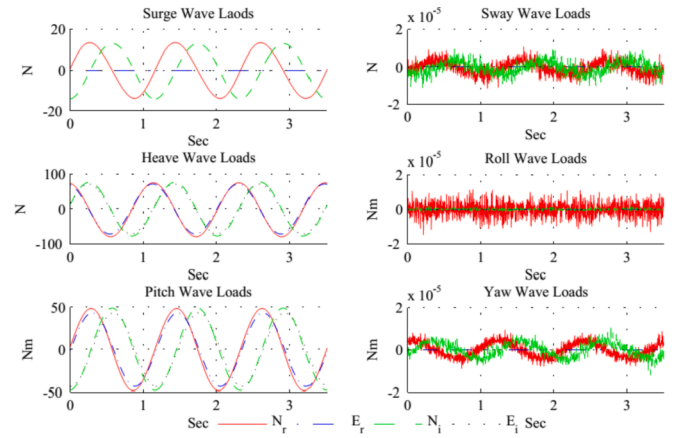 Surge Wave Laods
20
0
-20
N
0 1 2 3
Sec
Sway Wave Loads
x 10^-5
2
0
-2
N
0 1 2 3
Sec
Heave Wave Loads
100
0
-100
N
0 1 2 3
Sec
Roll Wave Loads
x 10^-5
2
0
-2
Nm
0 1 2 3
Sec
Pitch Wave Loads
50
0
-50
Nm
0 1 2 3
Sec
Yaw Wave Loads
x 10^-5
2
0
-2
Nm
0 1 2 3
Sec
N_r E_r N_i E_i